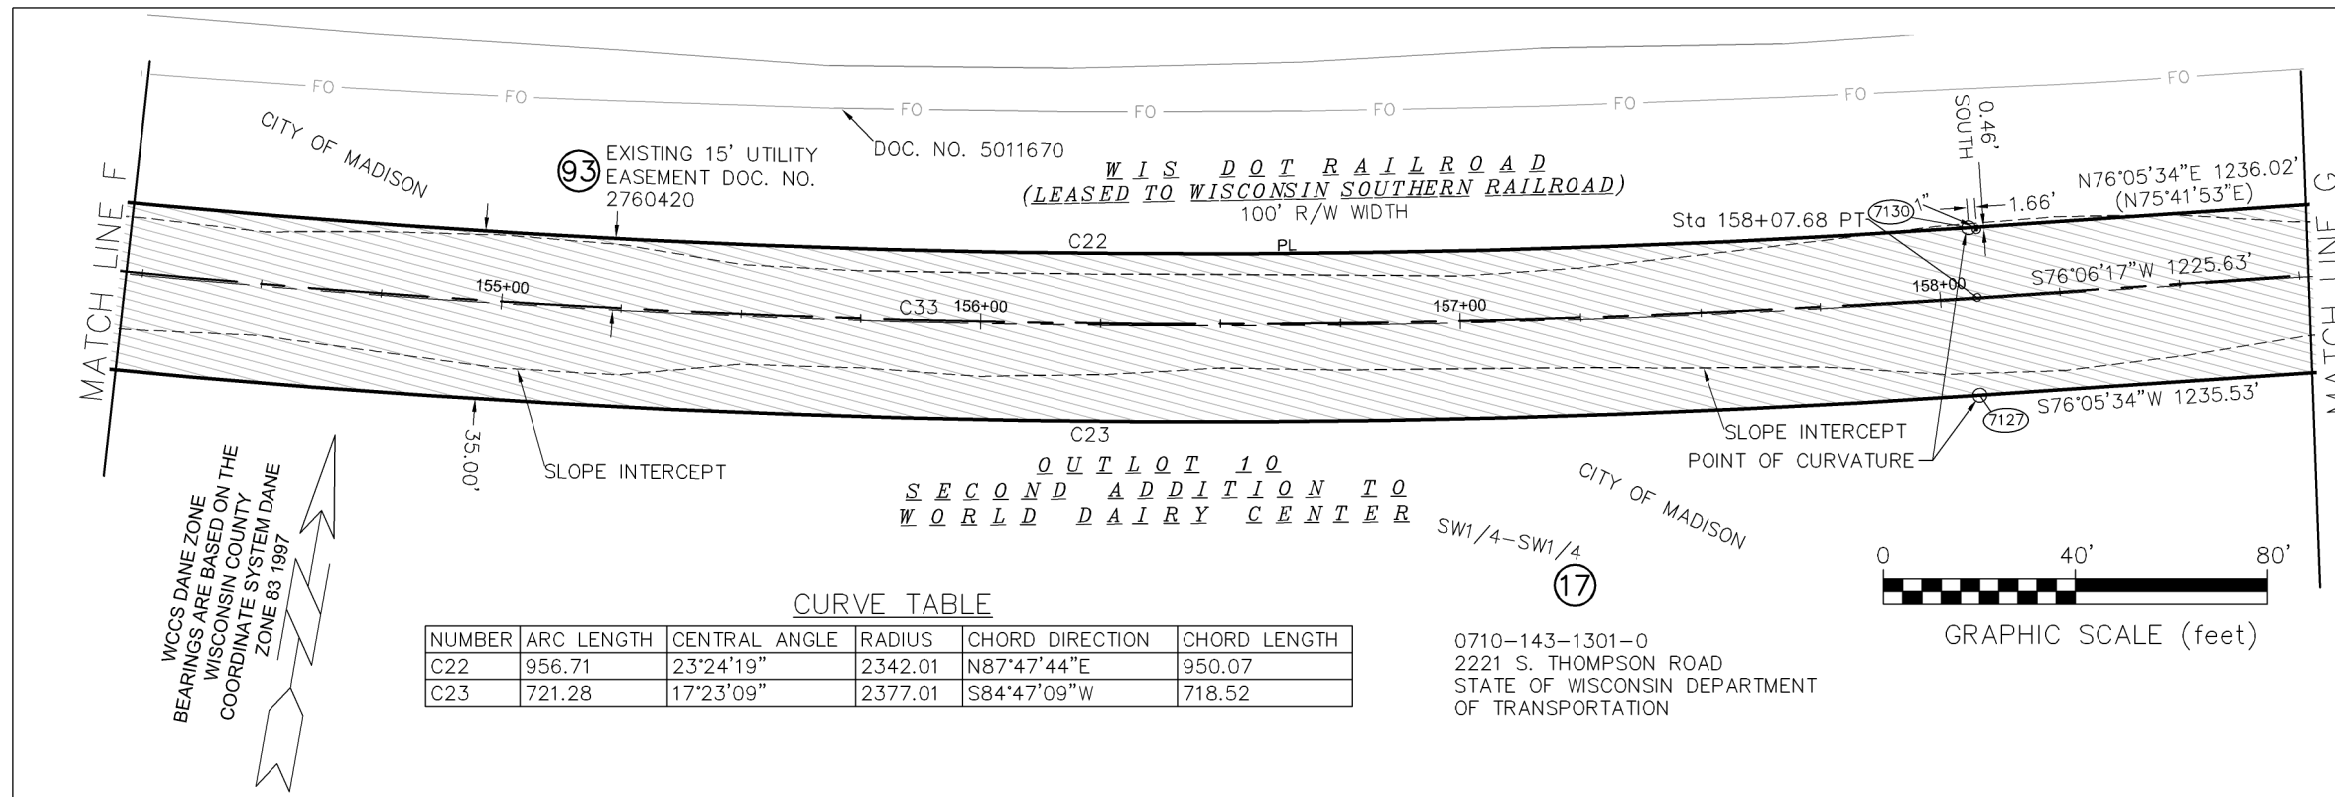 FO
FO
FO
FO
FO
FO
FO
FO
CITY OF MADISON
93
EXISTING 15' UTILITY
EASEMENT DOC. NO.
2760420
DOC. NO. 5011670
WIS DOT RAILROAD
(LEASED TO WISCONSIN SOUTHERN RAILROAD)
100' R/W WIDTH
0.46'
SOUTH
Sta 158+07.68 PT
7130
1"
1.66'
N76°05'34"E 1236.02'
(N75°41'53"E)
MATCH LINE F
MATCH LINE G
C22
PL
155+00
C33
156+00
157+00
158+00
S76°06'17"W 1225.63'
S76°05'34"W 1235.53'
7127
C23
35.00'
SLOPE INTERCEPT
SLOPE INTERCEPT
POINT OF CURVATURE
OUTLOT 10
SECOND ADDITION TO
WORLD DAIRY CENTER
CITY OF MADISON
SW1/4-SW1/4
17
WCCS DANE ZONE
BEARINGS ARE BASED ON THE
WISCONSIN COUNTY
COORDINATE SYSTEM DANE
ZONE 83 1997
CURVE TABLE
NUMBER ARC LENGTH CENTRAL ANGLE RADIUS CHORD DIRECTION CHORD LENGTH
C22 956.71 23°24'19" 2342.01 N87°47'44"E 950.07
C23 721.28 17°23'09" 2377.01 S84°47'09"W 718.52
0710-143-1301-0
2221 S. THOMPSON ROAD
STATE OF WISCONSIN DEPARTMENT
OF TRANSPORTATION
0 40' 80'
GRAPHIC SCALE (feet)